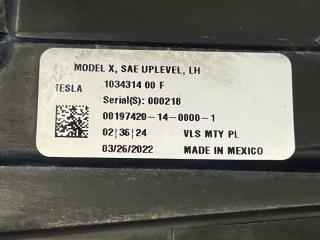 MODEL X, SAE UPLEVEL, LH
TESLA 1034314 00 F
Serial(S): 000218
00197420-14-0000-1
02¦36¦24 VLS MTY PL
03/26/2022 MADE IN MEXICO